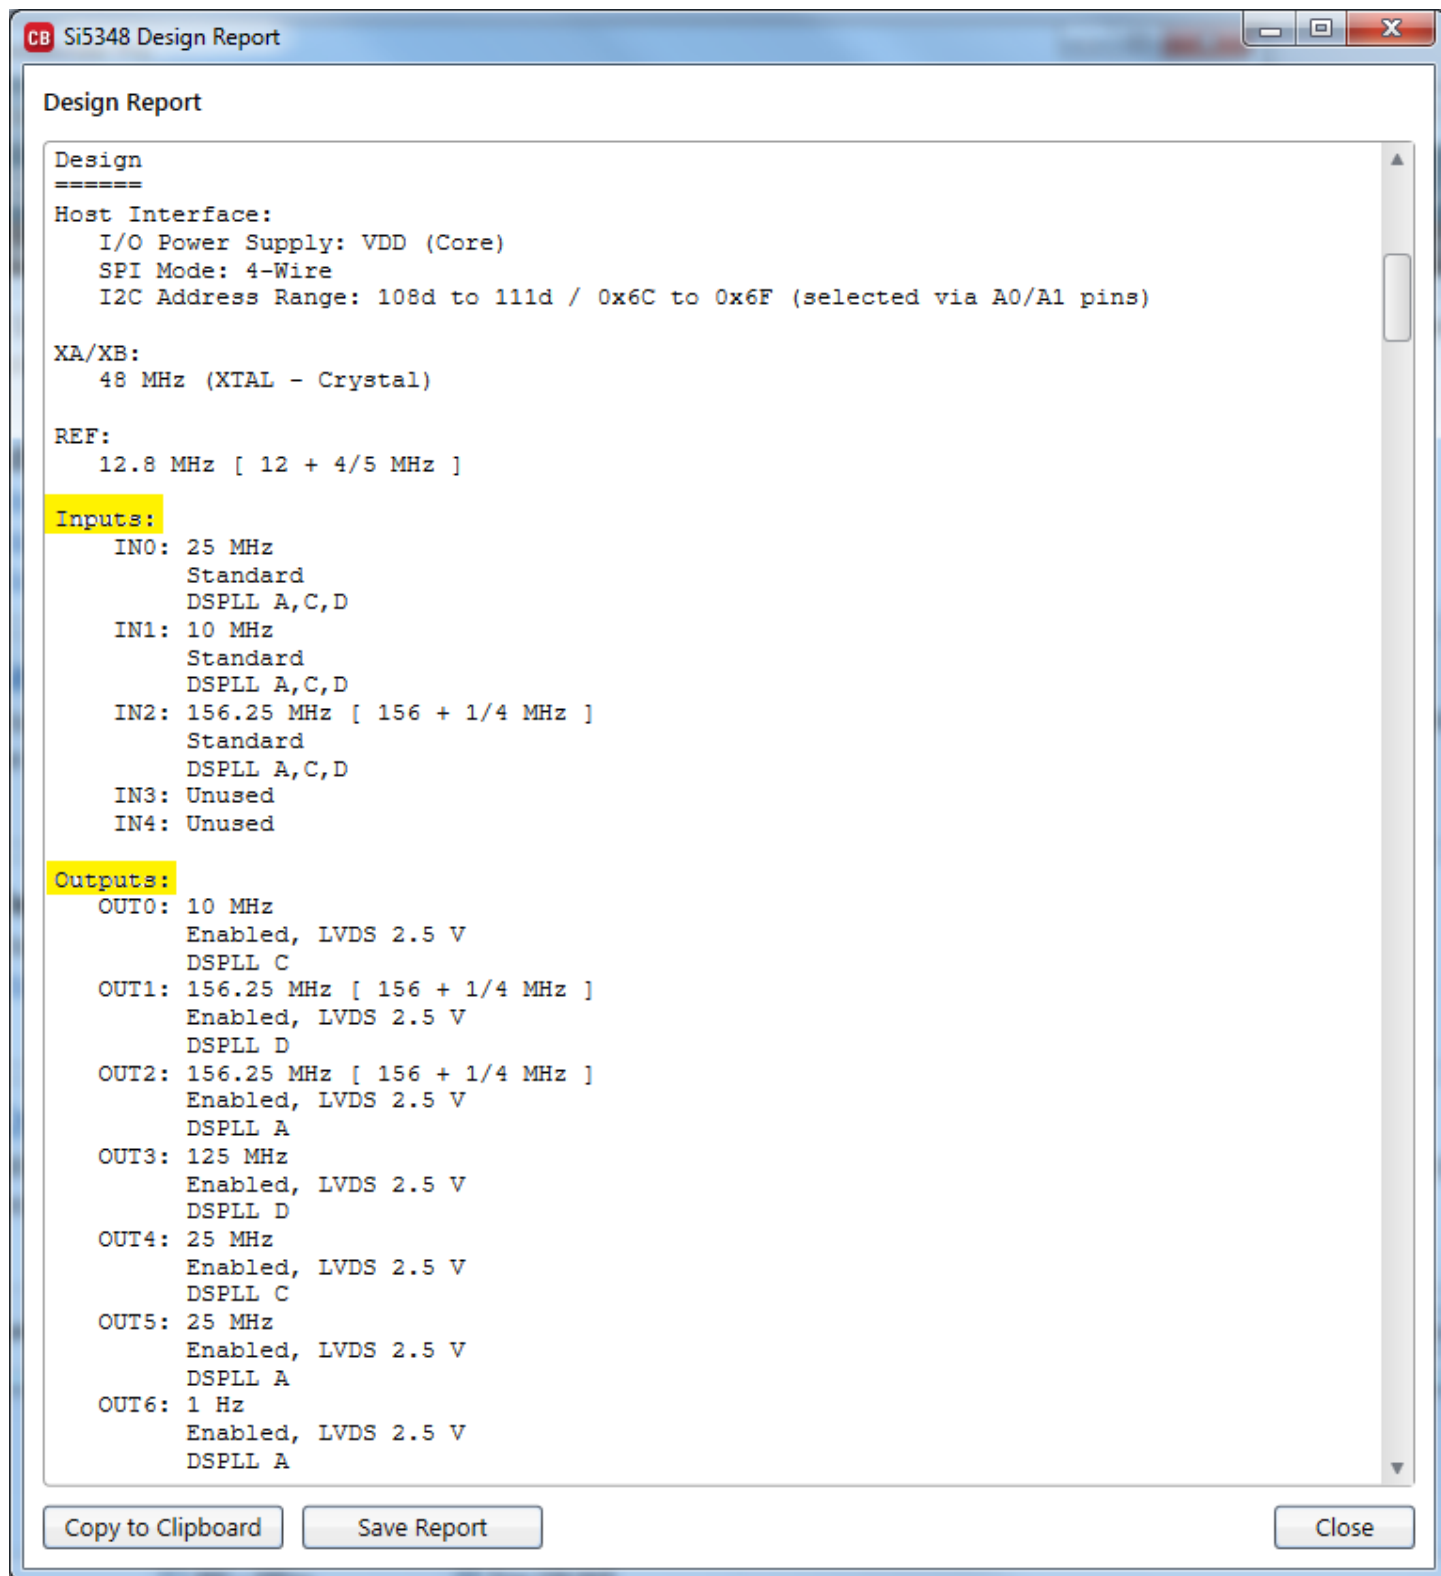 CB Si5348 Design Report
Design Report
Design
======
Host Interface:
I/O Power Supply: VDD (Core)
SPI Mode: 4-Wire
I2C Address Range: 108d to 111d / 0x6C to 0x6F (selected via A0/A1 pins)
XA/XB:
48 MHz (XTAL - Crystal)
REF:
12.8 MHz [ 12 + 4/5 MHz ]
Inputs:
IN0: 25 MHz
Standard
DSPLL A,C,D
IN1: 10 MHz
Standard
DSPLL A,C,D
IN2: 156.25 MHz [ 156 + 1/4 MHz ]
Standard
DSPLL A,C,D
IN3: Unused
IN4: Unused
Outputs:
OUT0: 10 MHz
Enabled, LVDS 2.5 V
DSPLL C
OUT1: 156.25 MHz [ 156 + 1/4 MHz ]
Enabled, LVDS 2.5 V
DSPLL D
OUT2: 156.25 MHz [ 156 + 1/4 MHz ]
Enabled, LVDS 2.5 V
DSPLL A
OUT3: 125 MHz
Enabled, LVDS 2.5 V
DSPLL D
OUT4: 25 MHz
Enabled, LVDS 2.5 V
DSPLL C
OUT5: 25 MHz
Enabled, LVDS 2.5 V
DSPLL A
OUT6: 1 Hz
Enabled, LVDS 2.5 V
DSPLL A
Copy to Clipboard Save Report Close